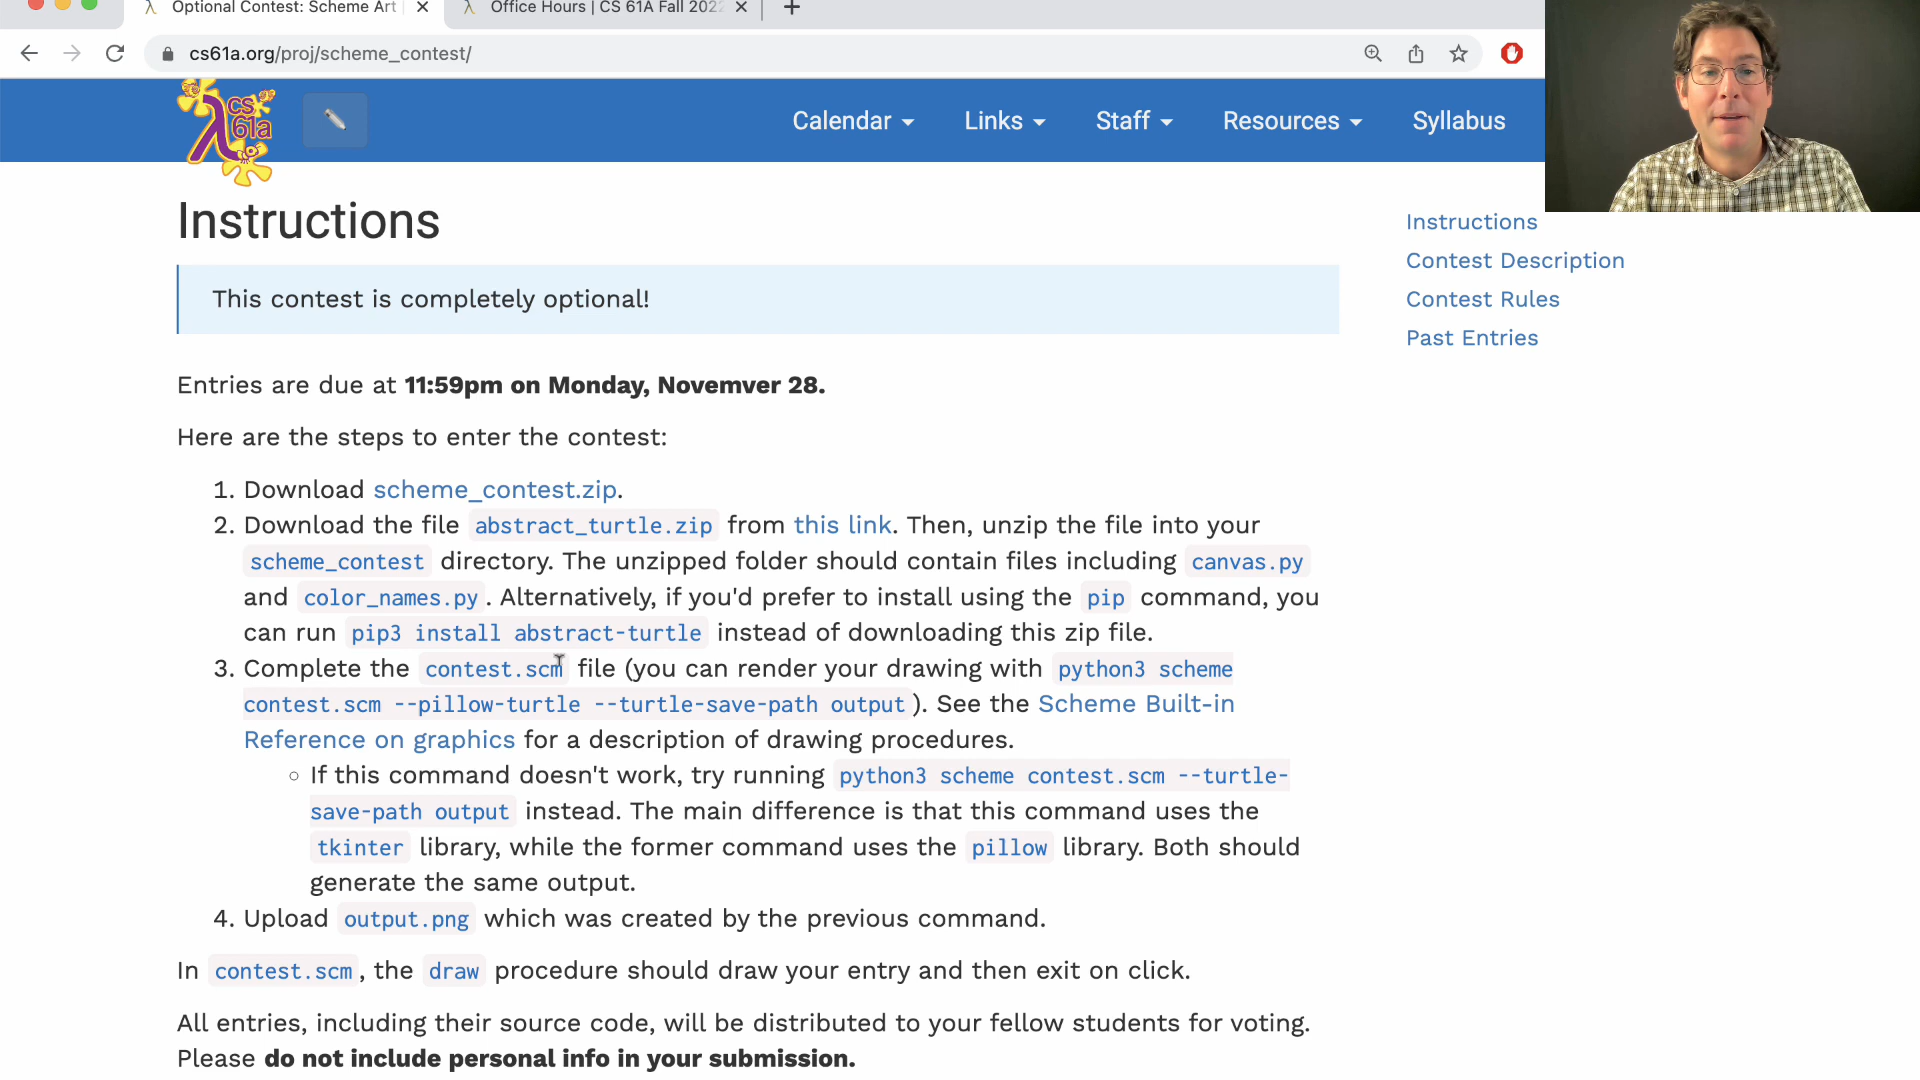 Optional Contest: Scheme Art
Office Hours | CS 61A Fall 2022
cs61a.org/proj/scheme_contest/
CS
61a
Calendar
Links
Staff
Resources
Syllabus
Instructions
This contest is completely optional!
Entries are due at 11:59pm on Monday, Novemver 28.
Here are the steps to enter the contest:
1. Download scheme_contest.zip.
2. Download the file abstract_turtle.zip from this link. Then, unzip the file into your
scheme_contest directory. The unzipped folder should contain files including canvas.py
and color_names.py. Alternatively, if you'd prefer to install using the pip command, you
can run pip3 install abstract-turtle instead of downloading this zip file.
3. Complete the contest.scm file (you can render your drawing with python3 scheme
contest.scm --pillow-turtle --turtle-save-path output). See the Scheme Built-in
Reference on graphics for a description of drawing procedures.
◦ If this command doesn't work, try running python3 scheme contest.scm --turtle-
save-path output instead. The main difference is that this command uses the
tkinter library, while the former command uses the pillow library. Both should
generate the same output.
4. Upload output.png which was created by the previous command.
In contest.scm, the draw procedure should draw your entry and then exit on click.
All entries, including their source code, will be distributed to your fellow students for voting.
Please do not include personal info in your submission.
Instructions
Contest Description
Contest Rules
Past Entries